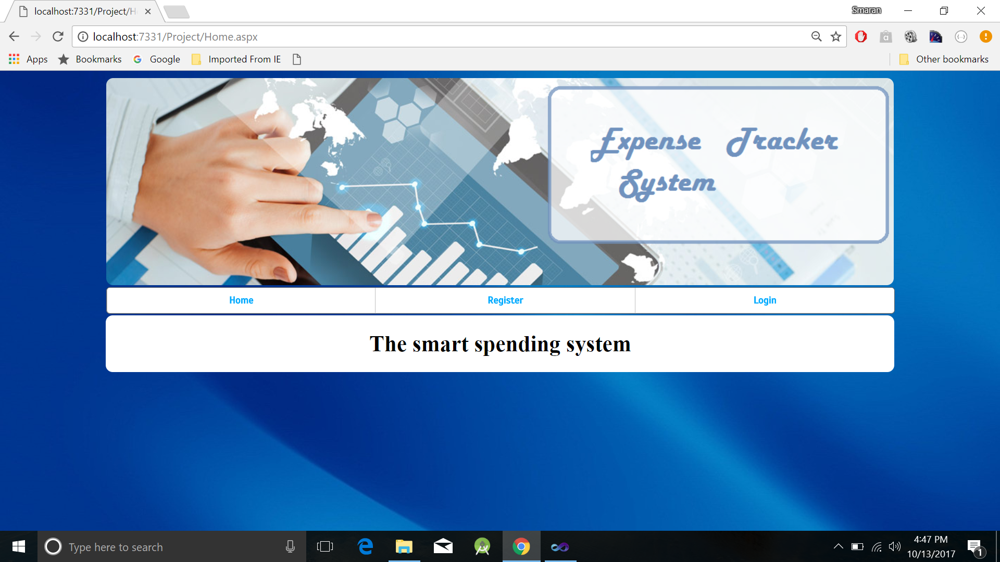 localhost:7331/Project/H
Smaran
localhost:7331/Project/Home.aspx
Apps
Bookmarks
Google
Imported From IE
Other bookmarks
Expense Tracker
System
Home
Register
Login
The smart spending system
Type here to search
4:47 PM
10/13/2017
1